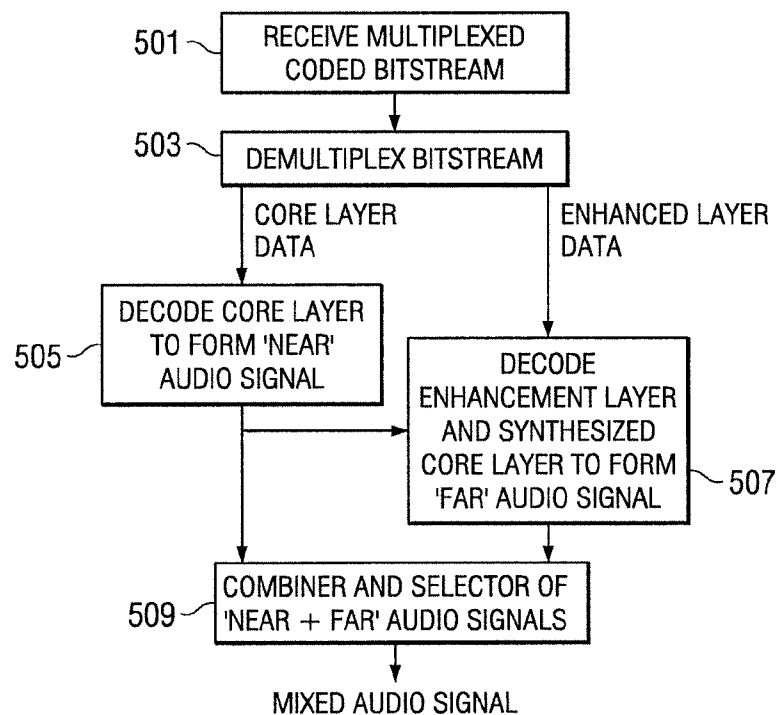 501
RECEIVE MULTIPLEXED
CODED BITSTREAM
503
DEMULTIPLEX BITSTREAM
CORE LAYER
DATA
ENHANCED LAYER
DATA
505
DECODE CORE LAYER
TO FORM 'NEAR'
AUDIO SIGNAL
DECODE
ENHANCEMENT LAYER
AND SYNTHESIZED
CORE LAYER TO FORM
'FAR' AUDIO SIGNAL
507
509
COMBINER AND SELECTOR OF
'NEAR + FAR' AUDIO SIGNALS
MIXED AUDIO SIGNAL